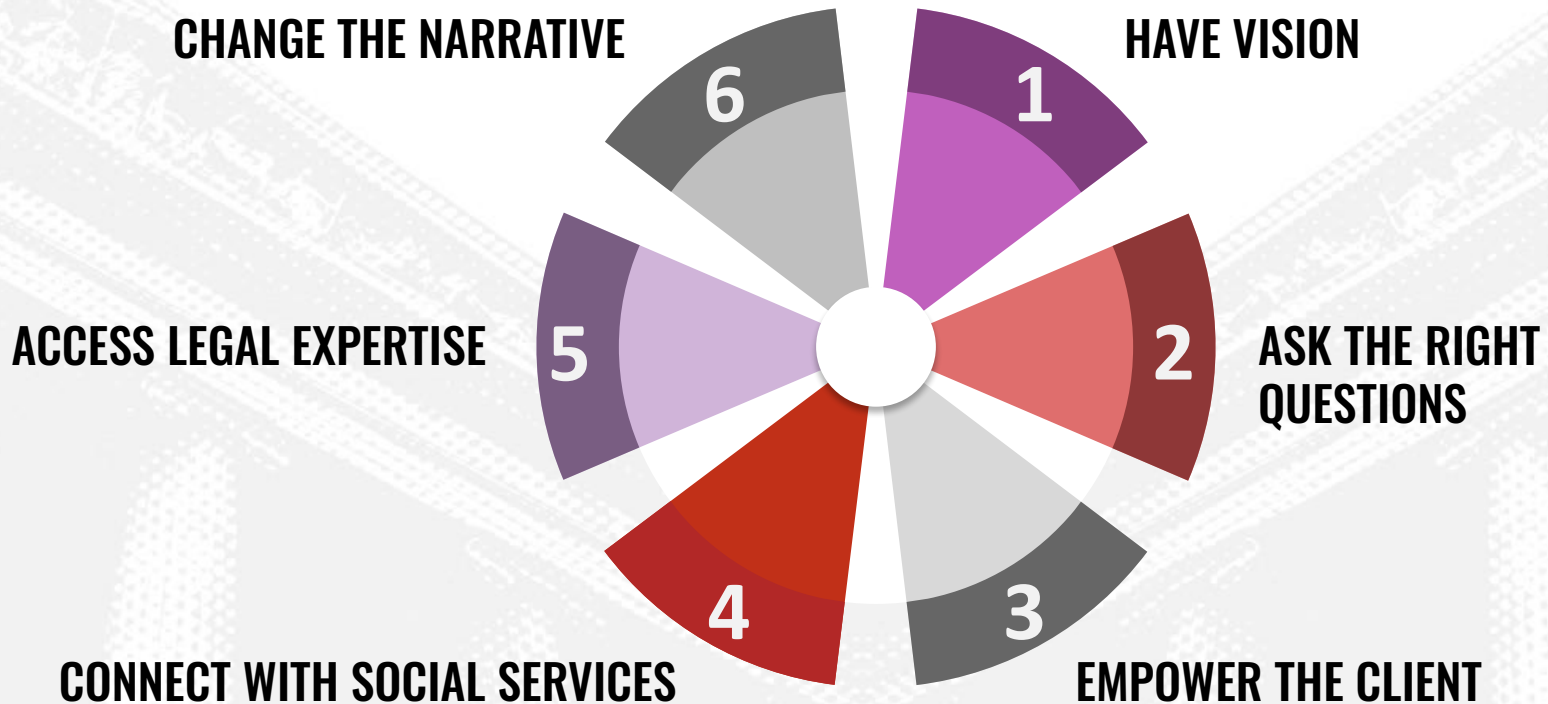 CHANGE THE NARRATIVE
HAVE VISION
6
1
ACCESS LEGAL EXPERTISE
5
2
ASK THE RIGHT
QUESTIONS
4
3
CONNECT WITH SOCIAL SERVICES
EMPOWER THE CLIENT